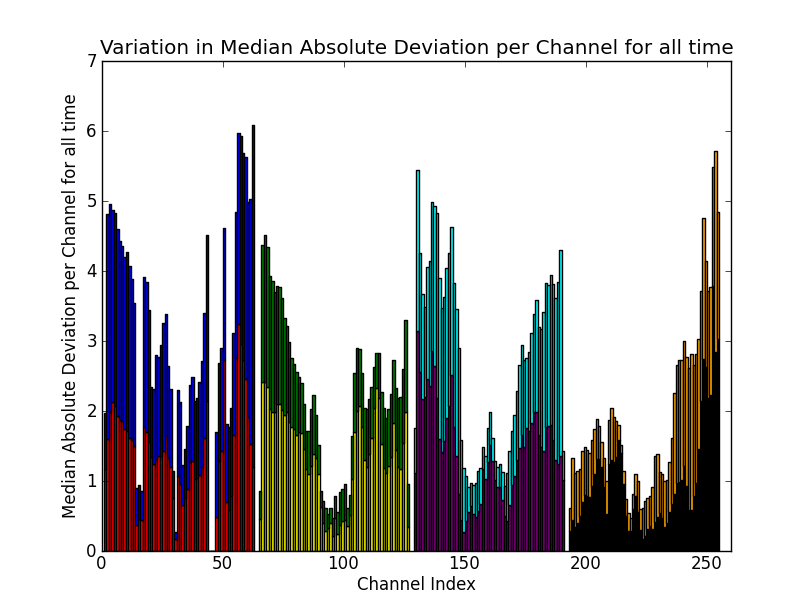 Variation in Median Absolute Deviation per Channel for all time
Median Absolute Deviation per Channel for all time
7
6
5
4
3
2
1
0
0 50 100 150 200 250
Channel Index